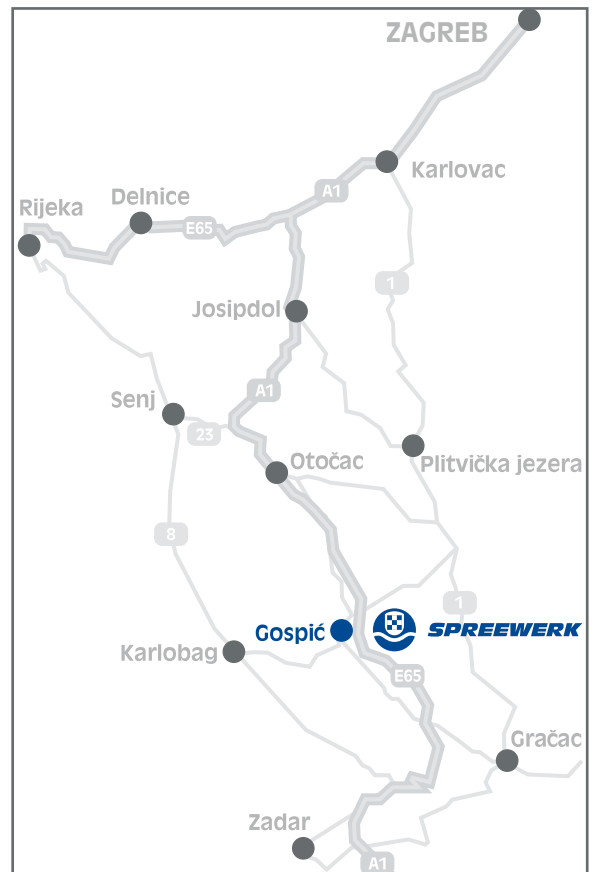 ZAGREB
Karlovac
A1
Delnice
Rijeka
E65
1
Josipdol
A1
Senj
23
Otočac
Plitvička jezera
8
1
Gospić
SPREEWERK
Karlobag
E65
Gračac
Zadar
A1